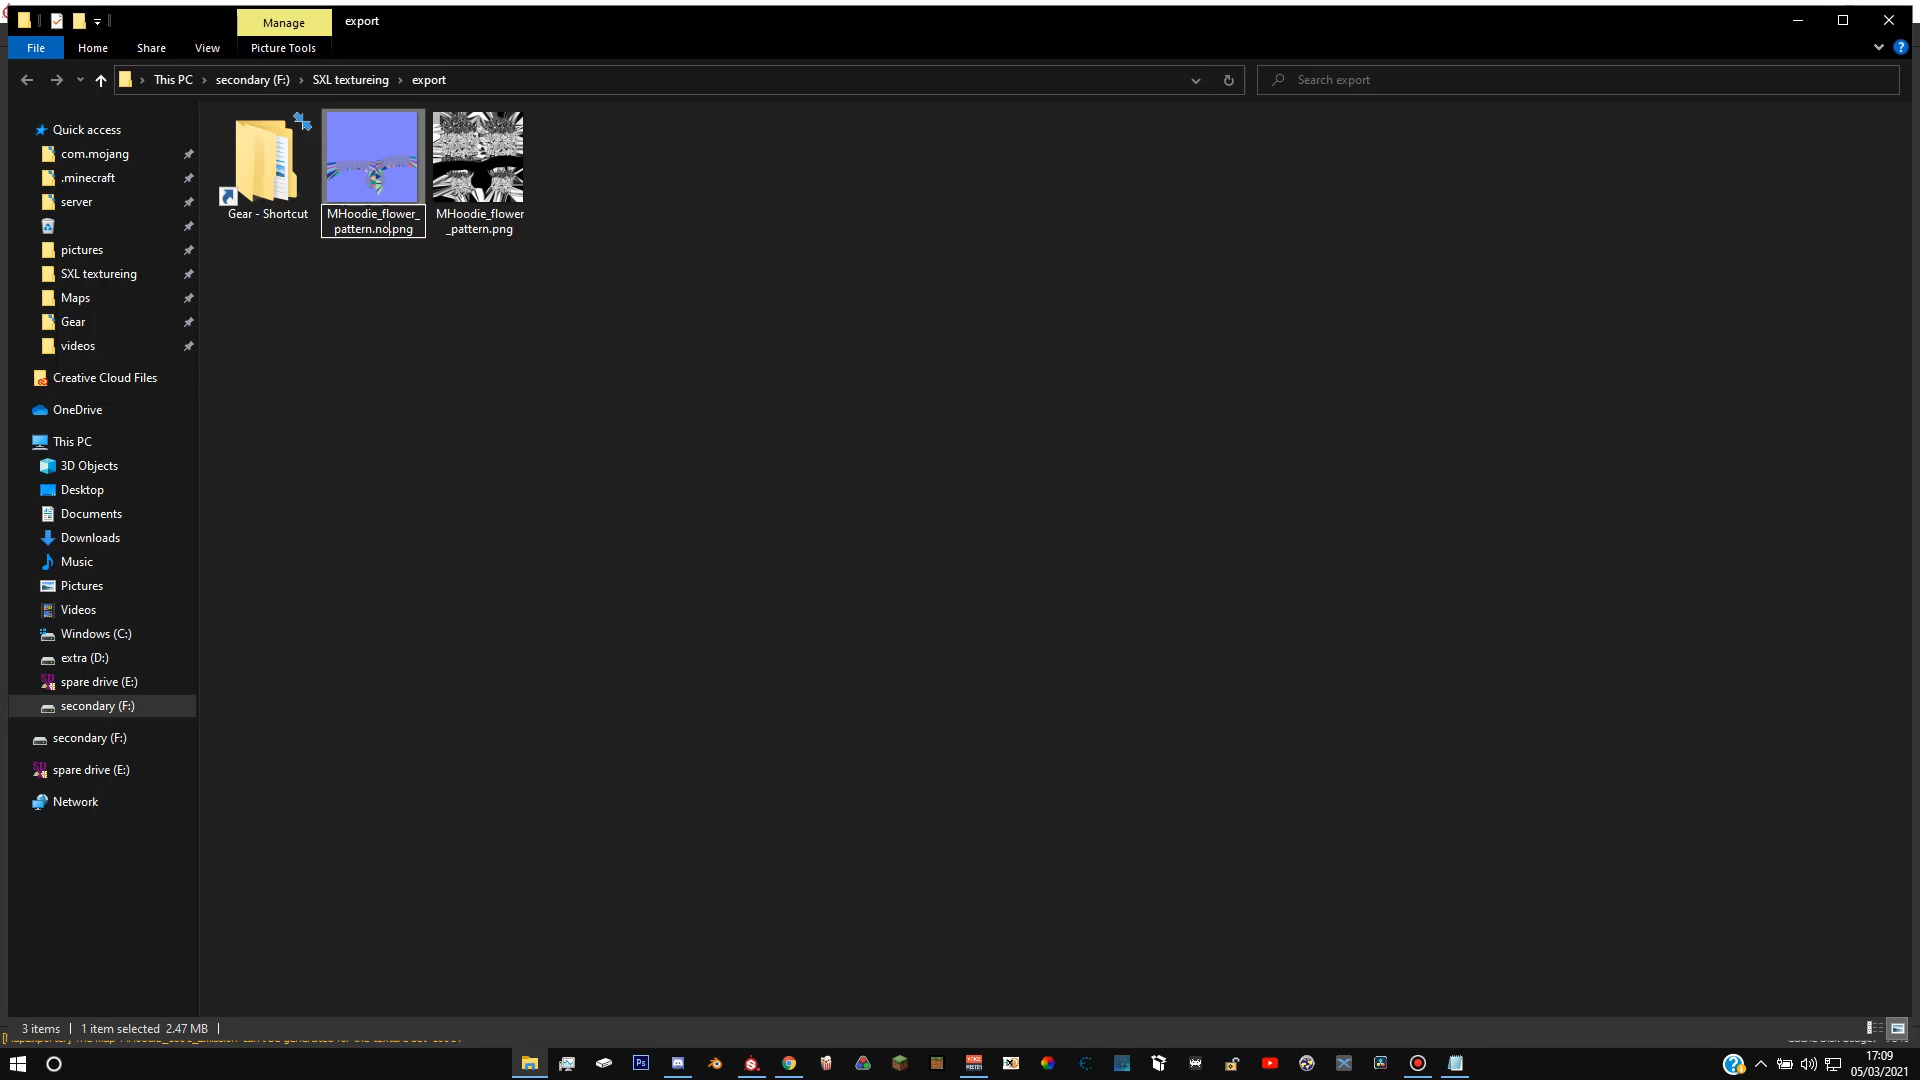 Manage
export
File
Home
Share
View
Picture Tools
This PC
secondary (F:)
SXL textureing
export
Search export
Quick access
com.mojang
.minecraft
server
pictures
SXL textureing
Maps
Gear
videos
Creative Cloud Files
OneDrive
This PC
3D Objects
Desktop
Documents
Downloads
Music
Pictures
Videos
Windows (C:)
extra (D:)
spare drive (E:)
secondary (F:)
secondary (F:)
spare drive (E:)
Network
Gear - Shortcut
MHoodie_flower_
pattern.no.png
MHoodie_flower
_pattern.png
3 items
1 item selected 2.47 MB
17:09
05/03/2021